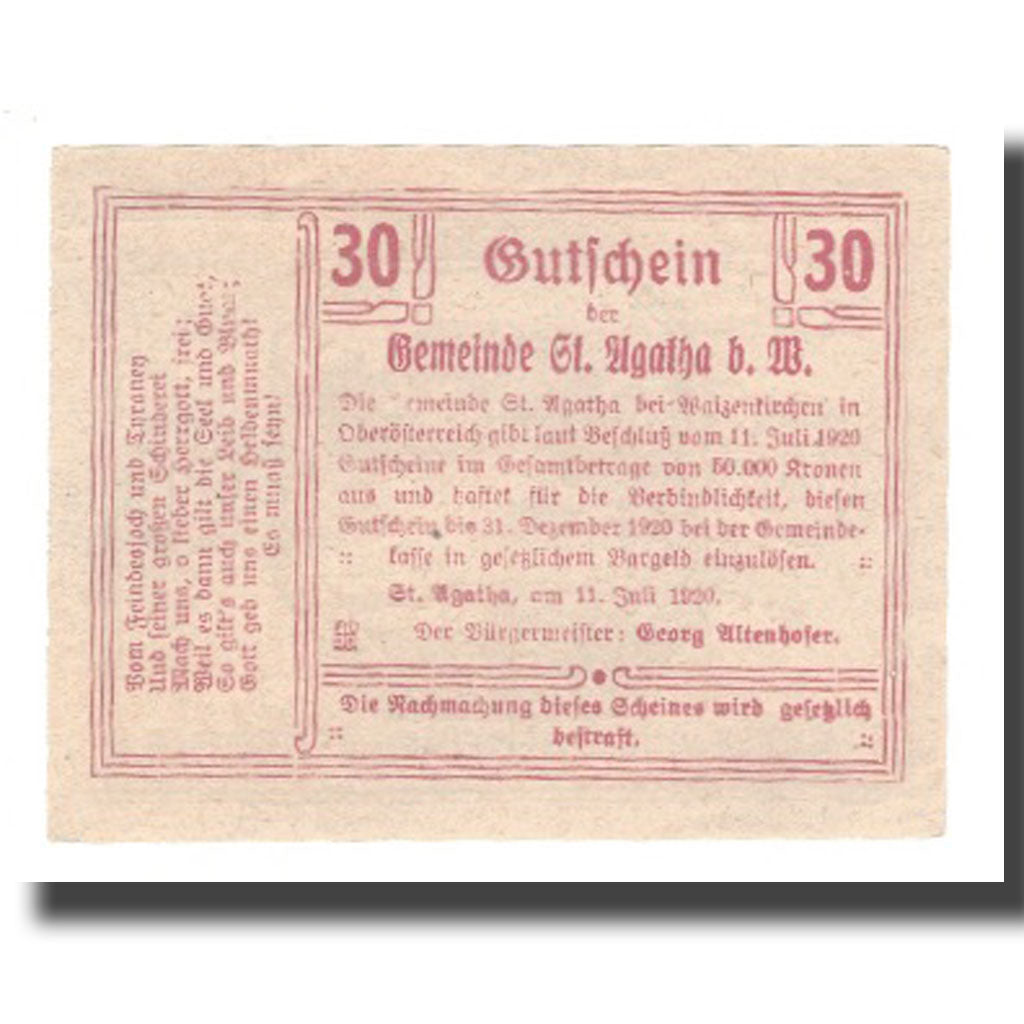 Vom Feindesjoch und Tyraney
Und seiner großen Schinderei
Mach uns, o lieber Herrgott, frei;
Weil es dann gilt die Seel und Guet,
So gilt's auch unser Leib und Bluet;
Gott geb uns einen Heldenmuath!
Es muaß seyn!
30 Gutschein 30
der
Gemeinde St. Agatha b. W.
Die Gemeinde St. Agatha bei Waizenkirchen in
Oberösterreich gibt laut Beschluß vom 11. Juli 1920
Gutscheine im Gesamtbetrage von 50.000 Kronen
aus und haftet für die Verbindlichkeit, diesen
Gutschein bis 31. Dezember 1920 bei der Gemeinde-
:: kasse in gesetzlichem Bargeld einzulösen. ::
St. Agatha, am 11. Juli 1920.
Der Bürgermeister: Georg Altenhofer.
Die Nachmachung dieses Scheines wird gesetzlich
:: bestraft. ::